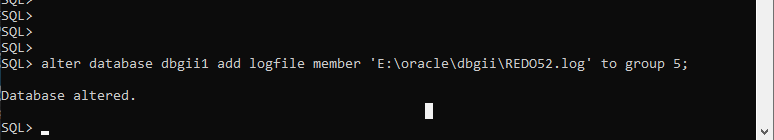 SQL>
SQL>
SQL>
SQL>
SQL> alter database dbgii1 add logfile member 'E:\oracle\dbgii\REDO52.log' to group 5;
Database altered.
SQL>